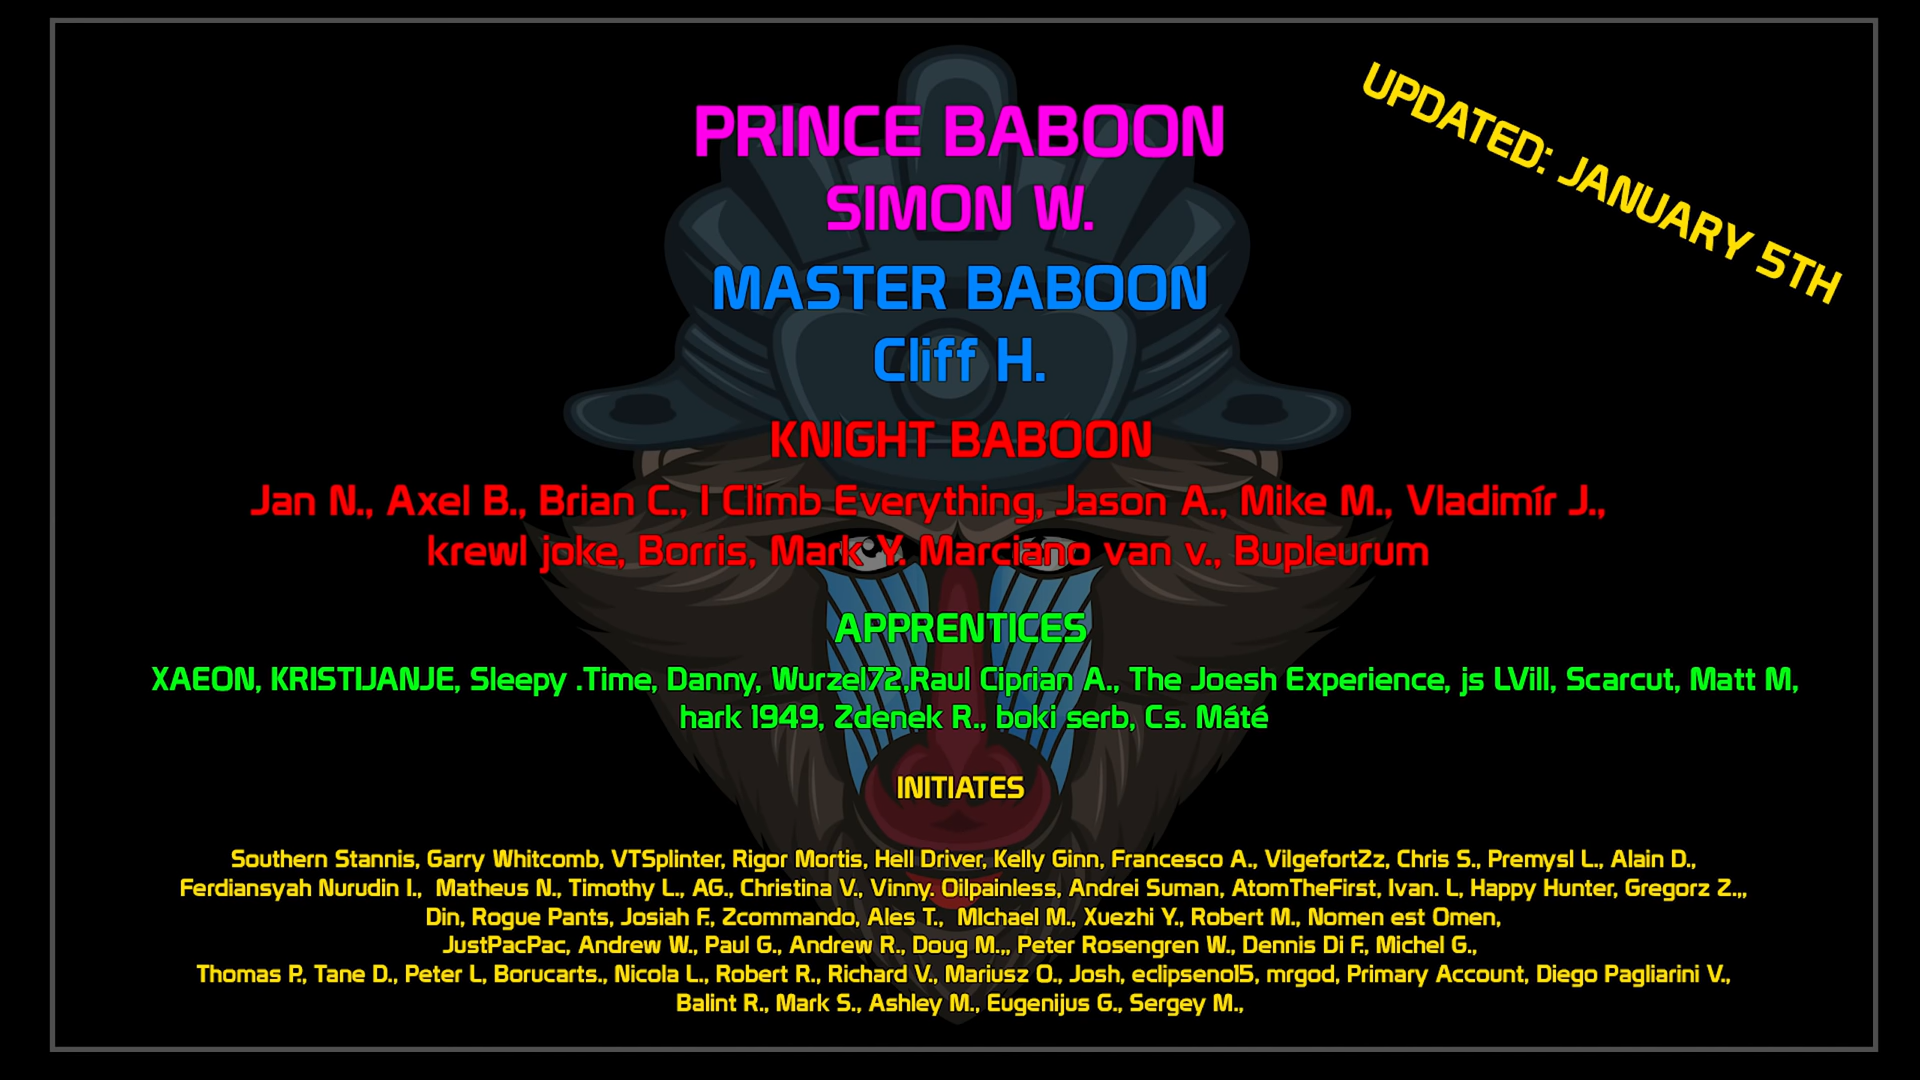 PRINCE BABOON
UPDATED: JANUARY 5TH
SIMON W.
MASTER BABOON
Cliff H.
KNIGHT BABOON
Jan N., Axel B., Brian C., I Climb Everything, Jason A., Mike M., Vladimír J.,
krewl joke, Borris, Mark Y. Marciano van v., Bupleurum
APPRENTICES
XAEON, KRISTIJANJE, Sleepy .Time, Danny, Wurzel72,Raul Ciprian A., The Joesh Experience, js LVill, Scarcut, Matt M,
hark 1949, Zdenek R., boki serb, Cs. Máté
INITIATES
Southern Stannis, Garry Whitcomb, VTSplinter, Rigor Mortis, Hell Driver, Kelly Ginn, Francesco A., VilgefortZz, Chris S., Premysl L., Alain D.,
Ferdiansyah Nurudin I.,  Matheus N., Timothy L., AG., Christina V., Vinny. Oilpainless, Andrei Suman, AtomTheFirst, Ivan. L, Happy Hunter, Gregorz Z.,,
Din, Rogue Pants, Josiah F., Zcommando, Ales T.,  MIchael M., Xuezhi Y., Robert M., Nomen est Omen,
JustPacPac, Andrew W., Paul G., Andrew R., Doug M.,, Peter Rosengren W., Dennis Di F., Michel G.,
Thomas P., Tane D., Peter L, Borucarts., Nicola L., Robert R., Richard V., Mariusz O., Josh, eclipseno15, mrgod, Primary Account, Diego Pagliarini V.,
Balint R., Mark S., Ashley M., Eugenijus G., Sergey M.,